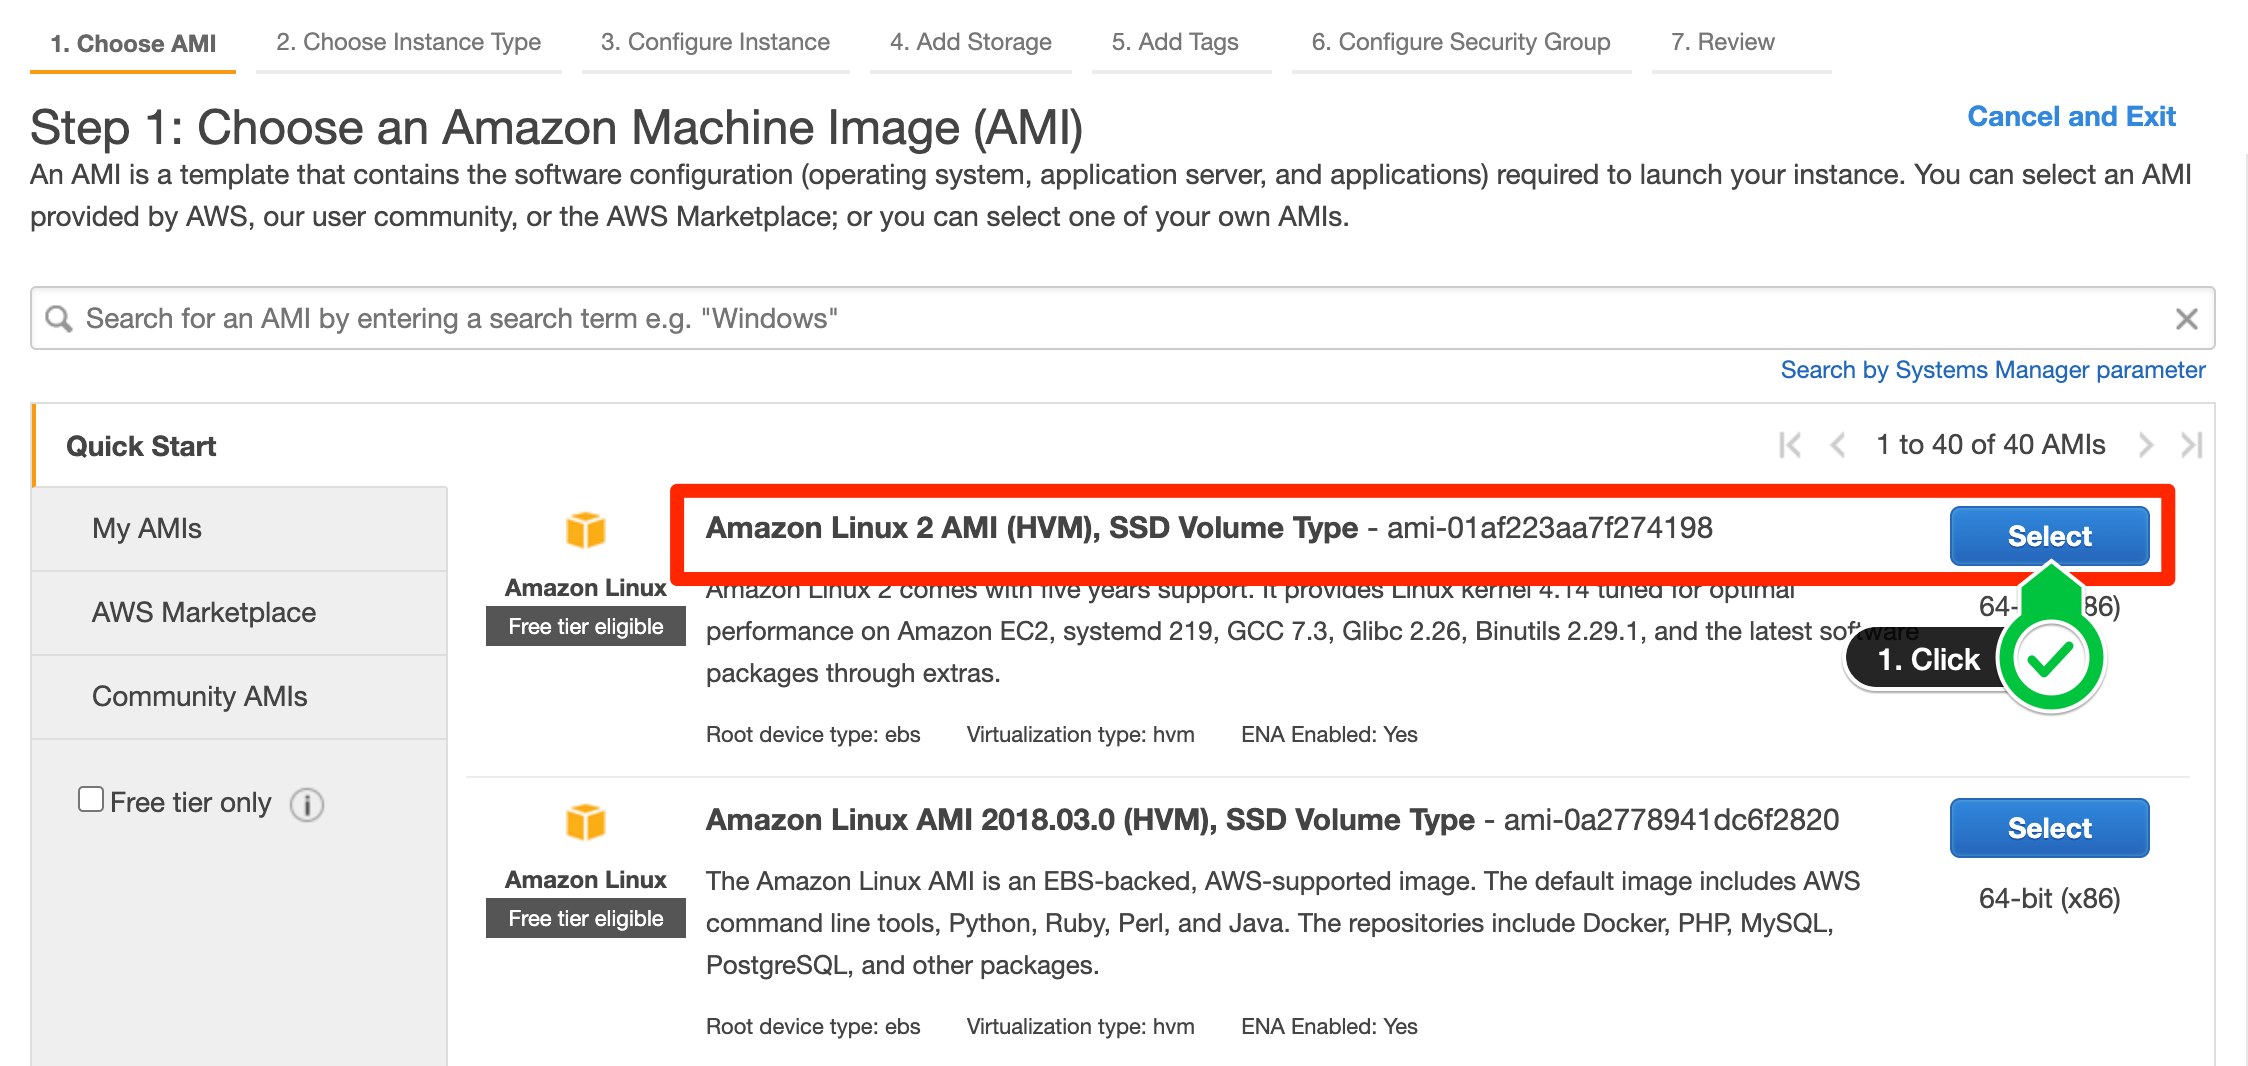 1. Choose AMI 2. Choose Instance Type 3. Configure Instance 4. Add Storage 5. Add Tags 6. Configure Security Group 7. Review
Step 1: Choose an Amazon Machine Image (AMI)
Cancel and Exit
An AMI is a template that contains the software configuration (operating system, application server, and applications) required to launch your instance. You can select an AMI
provided by AWS, our user community, or the AWS Marketplace; or you can select one of your own AMIs.
Search for an AMI by entering a search term e.g. "Windows"
Search by Systems Manager parameter
Quick Start
1 to 40 of 40 AMIs
My AMIs
AWS Marketplace
Community AMIs
Free tier only
Amazon Linux
Free tier eligible
Amazon Linux 2 AMI (HVM), SSD Volume Type - ami-01af223aa7f274198
Select
Amazon Linux 2 comes with five years support. It provides Linux kernel 4.14 tuned for optimal
performance on Amazon EC2, systemd 219, GCC 7.3, Glibc 2.26, Binutils 2.29.1, and the latest software
packages through extras.
64- 86)
1. Click
Root device type: ebs Virtualization type: hvm ENA Enabled: Yes
Amazon Linux
Free tier eligible
Amazon Linux AMI 2018.03.0 (HVM), SSD Volume Type - ami-0a2778941dc6f2820
Select
The Amazon Linux AMI is an EBS-backed, AWS-supported image. The default image includes AWS
command line tools, Python, Ruby, Perl, and Java. The repositories include Docker, PHP, MySQL,
PostgreSQL, and other packages.
64-bit (x86)
Root device type: ebs Virtualization type: hvm ENA Enabled: Yes